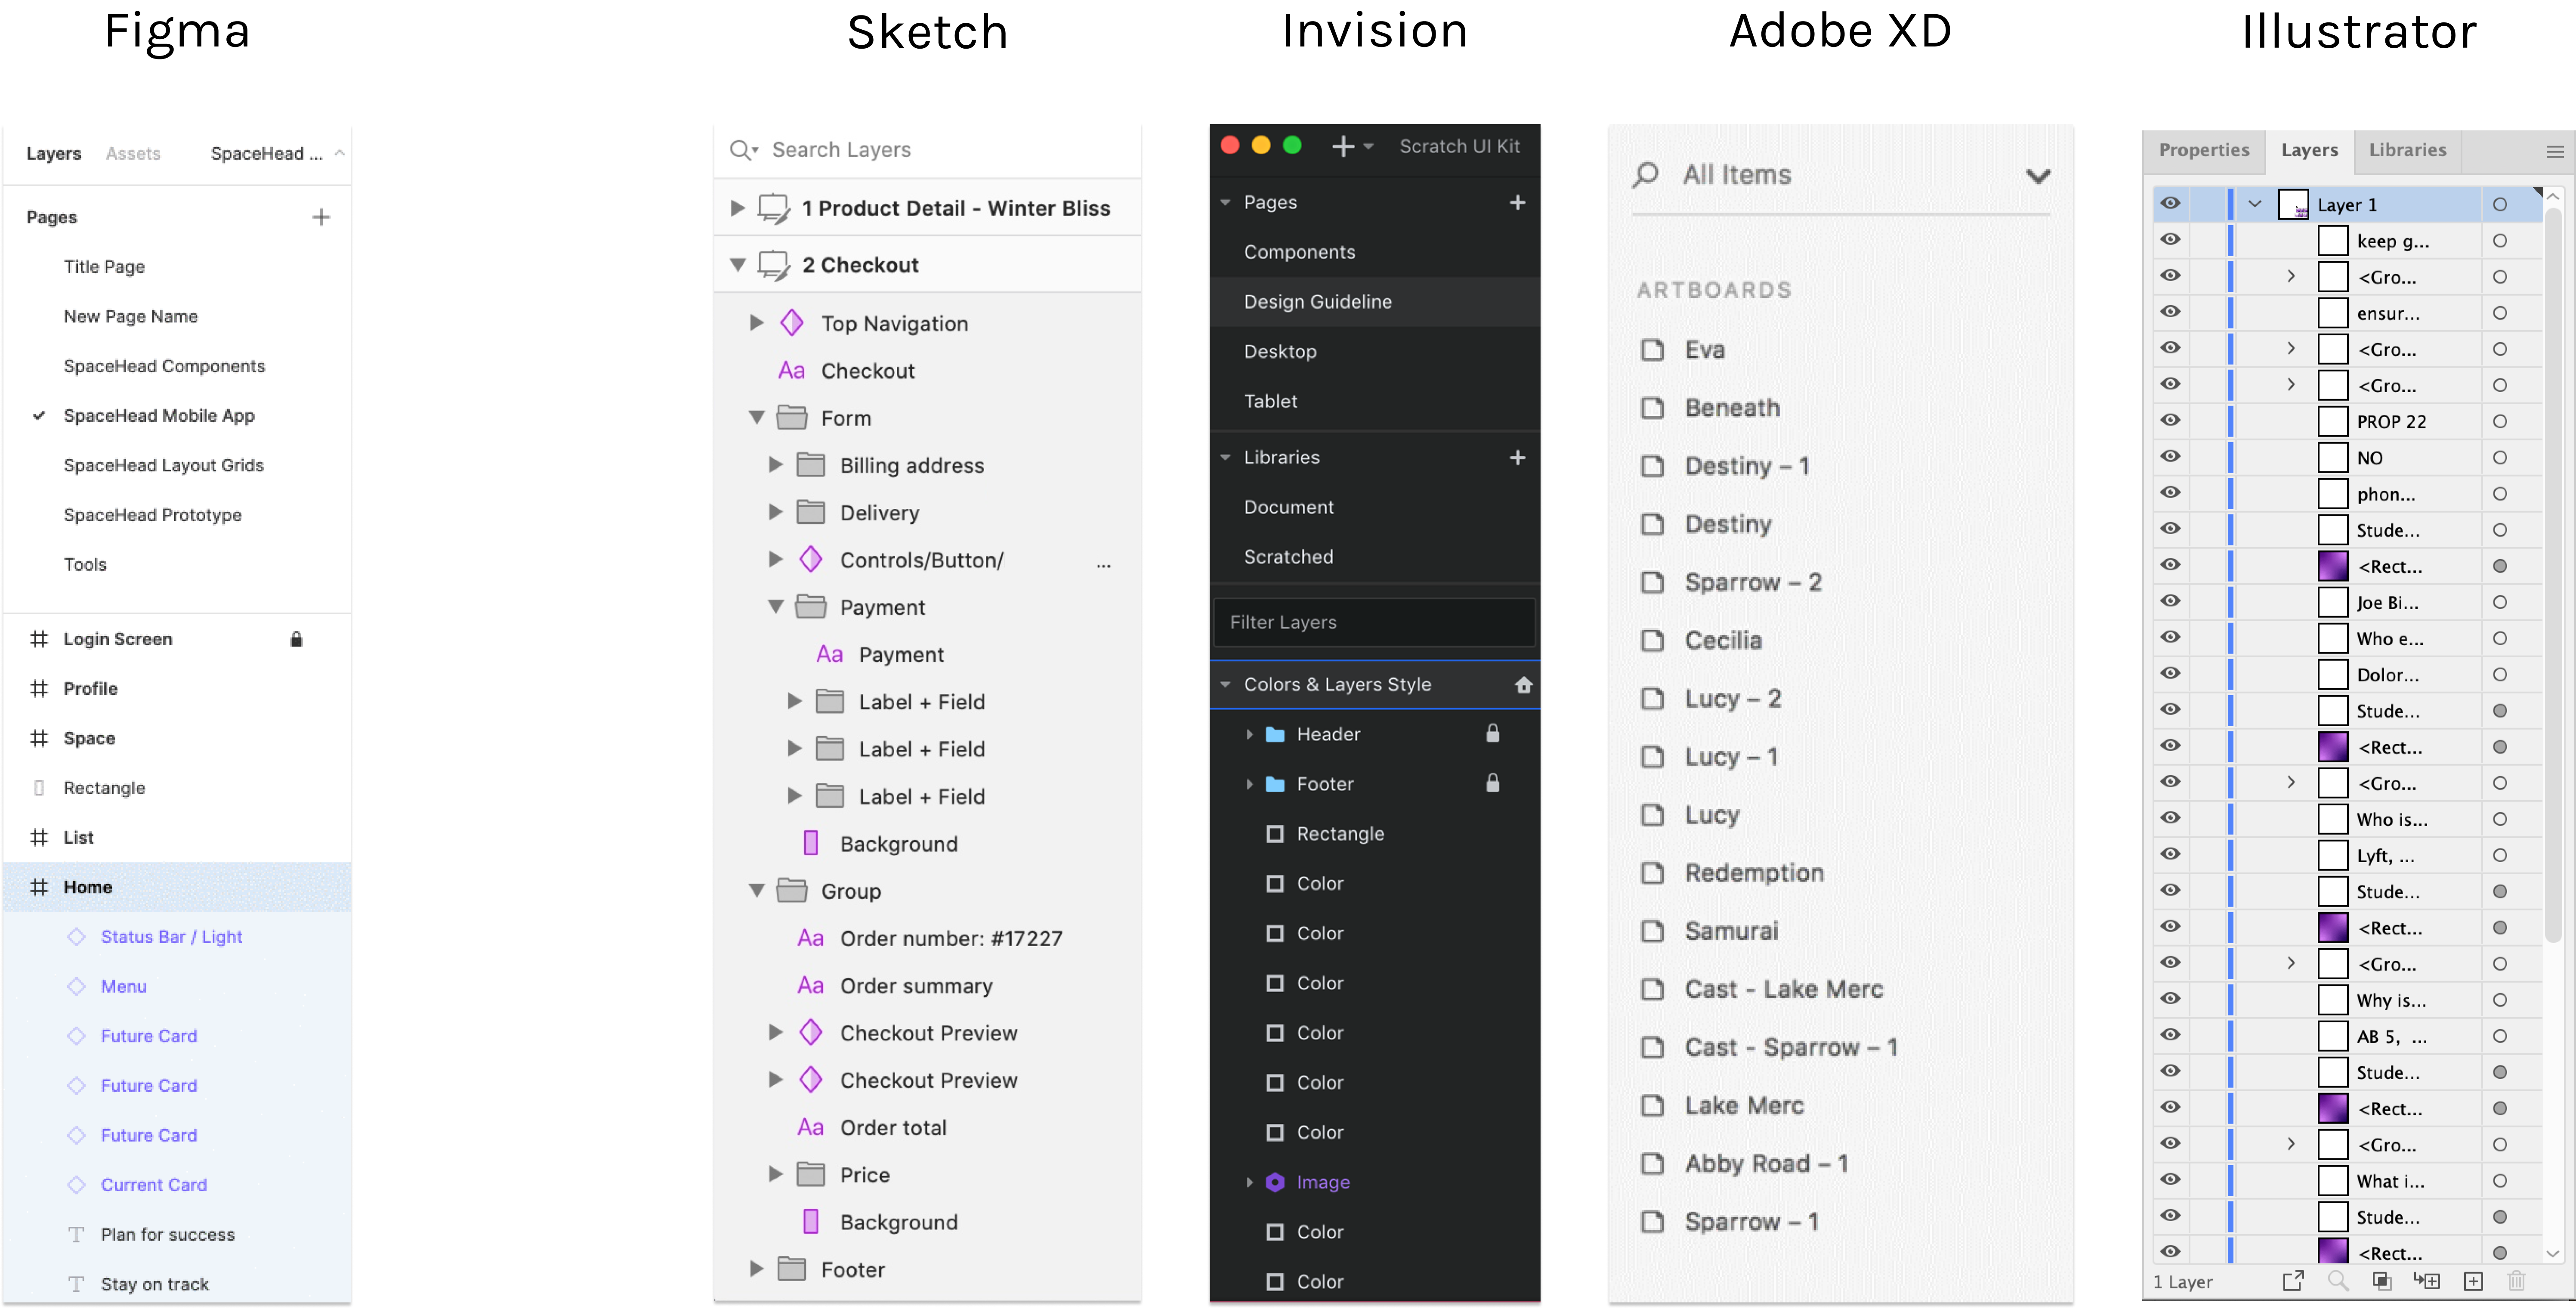 Figma
Layers Assets SpaceHead ...
Pages
Title Page
New Page Name
SpaceHead Components
SpaceHead Mobile App
SpaceHead Layout Grids
SpaceHead Prototype
Tools
Login Screen
Profile
Space
Rectangle
List
Home
Status Bar / Light
Menu
Future Card
Future Card
Future Card
Current Card
T Plan for success
T Stay on track
Sketch
Search Layers
1 Product Detail - Winter Bliss
2 Checkout
Top Navigation
Aa Checkout
Form
Billing address
Delivery
Controls/Button/ ...
Payment
Aa Payment
Label + Field
Label + Field
Label + Field
Background
Group
Aa Order number: #17227
Aa Order summary
Checkout Preview
Checkout Preview
Aa Order total
Price
Background
Footer
Invision
Scratch UI Kit
Pages
Components
Design Guideline
Desktop
Tablet
Libraries
Document
Scratched
Filter Layers
Colors & Layers Style
Header
Footer
Rectangle
Color
Color
Color
Color
Color
Color
Image
Color
Color
Adobe XD
All Items
ARTBOARDS
Eva
Beneath
Destiny – 1
Destiny
Sparrow – 2
Cecilia
Lucy – 2
Lucy – 1
Lucy
Redemption
Samurai
Cast - Lake Merc
Cast - Sparrow – 1
Lake Merc
Abby Road – 1
Sparrow – 1
Illustrator
Properties Layers Libraries
Layer 1
keep g...
<Gro...
ensur...
<Gro...
<Gro...
PROP 22
NO
phon...
Stude...
<Rect...
Joe Bi...
Who e...
Dolor...
Stude...
<Rect...
<Gro...
Who is...
Lyft, ...
Stude...
<Rect...
<Gro...
Why is...
AB 5, ...
Stude...
<Rect...
<Gro...
What i...
Stude...
<Rect...
1 Layer